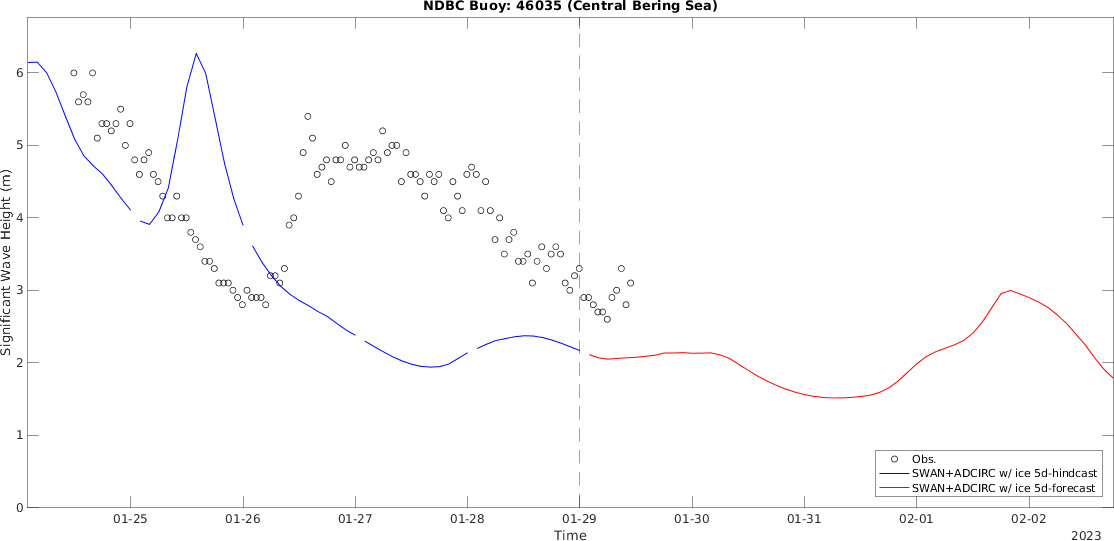 NDBC Buoy: 46035 (Central Bering Sea)
Significant Wave Height (m)
6
5
4
3
2
1
0
Obs.
SWAN+ADCIRC w/ ice 5d-hindcast
SWAN+ADCIRC w/ ice 5d-forecast
01-25 01-26 01-27 01-28 01-29 01-30 01-31 02-01 02-02
Time
2023